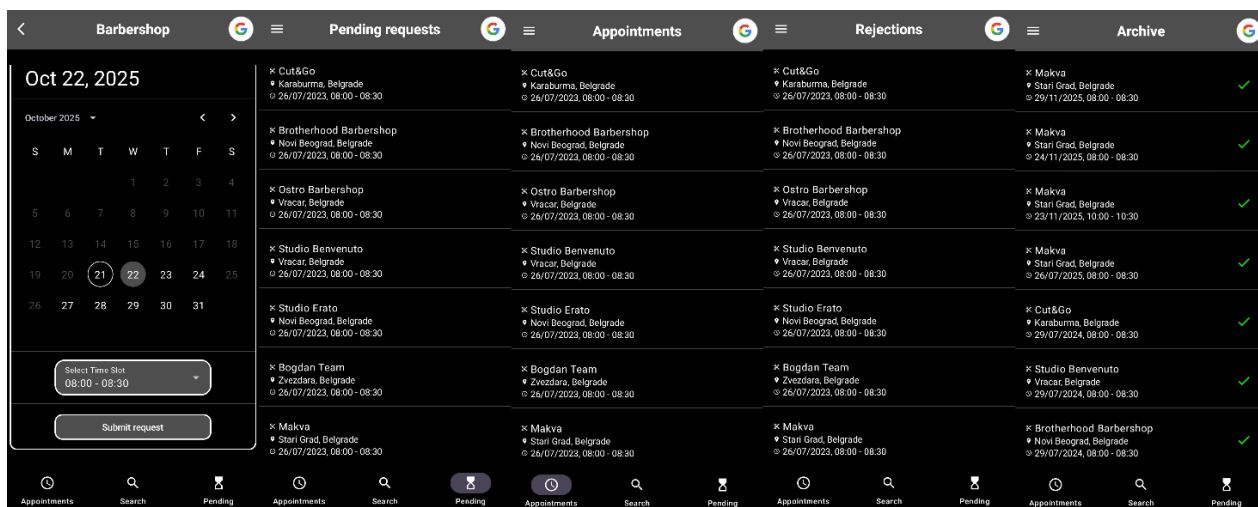 Barbershop
Oct 22, 2025
October 2025
S M T W T F S
1 2 3 4
5 6 7 8 9 10 11
12 13 14 15 16 17 18
19 20 21 22 23 24 25
26 27 28 29 30 31
Select Time Slot
08:00 - 08:30
Submit request
Appointments Search Pending
Pending requests
Cut&Go
Karaburma, Belgrade
26/07/2023, 08:00 - 08:30
Brotherhood Barbershop
Novi Beograd, Belgrade
26/07/2023, 08:00 - 08:30
Ostro Barbershop
Vracar, Belgrade
26/07/2023, 08:00 - 08:30
Studio Benvenuto
Vracar, Belgrade
26/07/2023, 08:00 - 08:30
Studio Erato
Novi Beograd, Belgrade
26/07/2023, 08:00 - 08:30
Bogdan Team
Zvezdara, Belgrade
26/07/2023, 08:00 - 08:30
Makva
Stari Grad, Belgrade
26/07/2023, 08:00 - 08:30
Appointments Search Pending
Appointments
Cut&Go
Karaburma, Belgrade
26/07/2023, 08:00 - 08:30
Brotherhood Barbershop
Novi Beograd, Belgrade
26/07/2023, 08:00 - 08:30
Ostro Barbershop
Vracar, Belgrade
26/07/2023, 08:00 - 08:30
Studio Benvenuto
Vracar, Belgrade
26/07/2023, 08:00 - 08:30
Studio Erato
Novi Beograd, Belgrade
26/07/2023, 08:00 - 08:30
Bogdan Team
Zvezdara, Belgrade
26/07/2023, 08:00 - 08:30
Makva
Stari Grad, Belgrade
26/07/2023, 08:00 - 08:30
Appointments Search Pending
Rejections
Cut&Go
Karaburma, Belgrade
26/07/2023, 08:00 - 08:30
Brotherhood Barbershop
Novi Beograd, Belgrade
26/07/2023, 08:00 - 08:30
Ostro Barbershop
Vracar, Belgrade
26/07/2023, 08:00 - 08:30
Studio Benvenuto
Vracar, Belgrade
26/07/2023, 08:00 - 08:30
Studio Erato
Novi Beograd, Belgrade
26/07/2023, 08:00 - 08:30
Bogdan Team
Zvezdara, Belgrade
26/07/2023, 08:00 - 08:30
Makva
Stari Grad, Belgrade
26/07/2023, 08:00 - 08:30
Appointments Search Pending
Archive
Makva
Stari Grad, Belgrade
29/11/2025, 08:00 - 08:30
Makva
Stari Grad, Belgrade
24/11/2025, 08:00 - 08:30
Makva
Stari Grad, Belgrade
23/11/2025, 10:00 - 10:30
Makva
Stari Grad, Belgrade
26/07/2025, 08:00 - 08:30
Cut&Go
Karaburma, Belgrade
29/07/2024, 08:00 - 08:30
Studio Benvenuto
Vracar, Belgrade
29/07/2024, 08:00 - 08:30
Brotherhood Barbershop
Novi Beograd, Belgrade
29/07/2024, 08:00 - 08:30
Appointments Search Pending